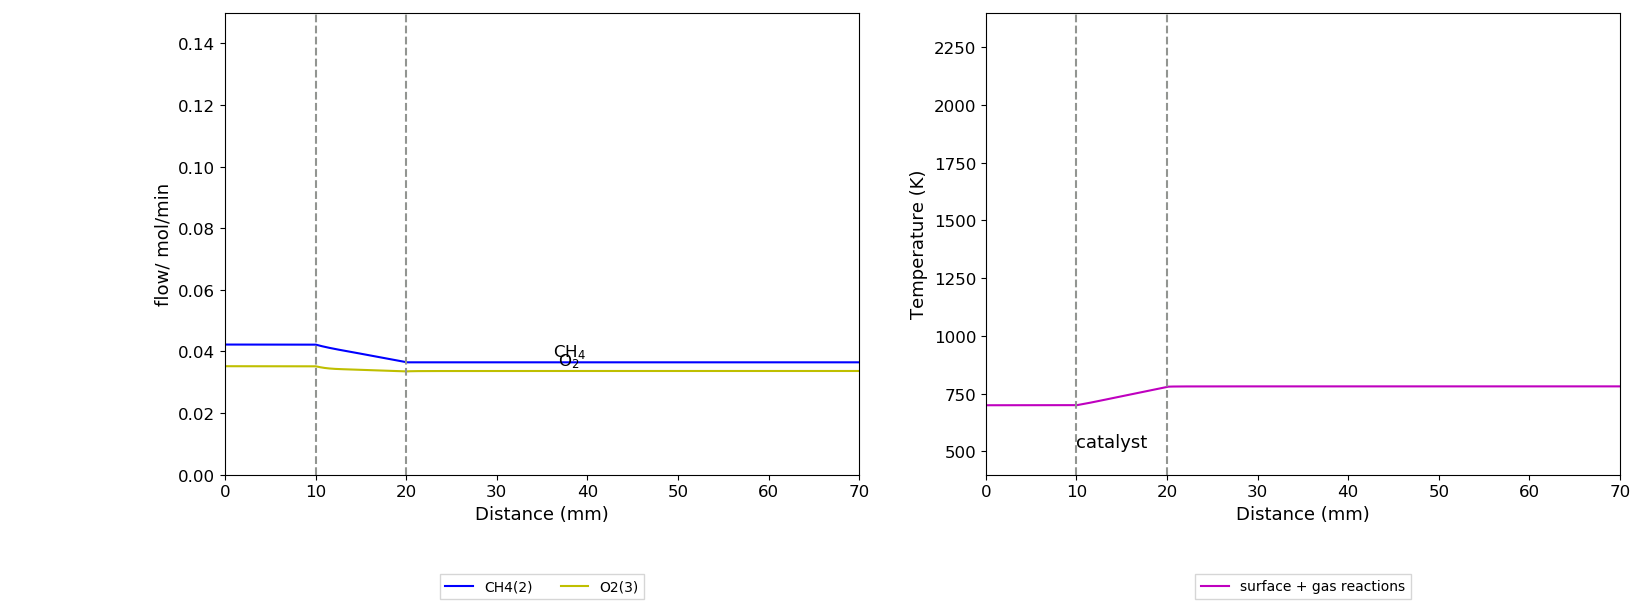 0.14
0.12
0.10
0.08
0.06
0.04
0.02
0.00
flow/ mol/min
CH₄
O₂
0 10 20 30 40 50 60 70
Distance (mm)
CH4(2) O2(3)
2250
2000
1750
1500
1250
1000
750
500
Temperature (K)
catalyst
0 10 20 30 40 50 60 70
Distance (mm)
surface + gas reactions